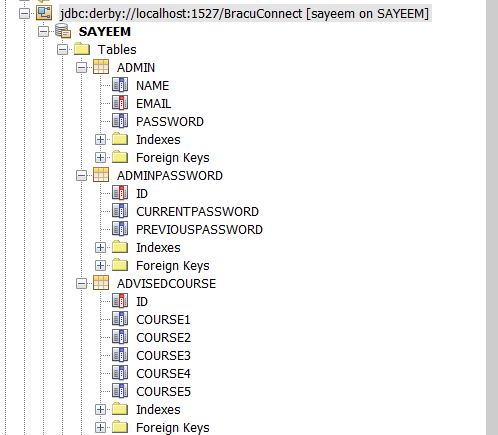 jdbc:derby://localhost:1527/BracuConnect [sayeem on SAYEEM]
SAYEEM
Tables
ADMIN
NAME
EMAIL
PASSWORD
Indexes
Foreign Keys
ADMINPASSWORD
ID
CURRENTPASSWORD
PREVIOUSPASSWORD
Indexes
Foreign Keys
ADVISEDCOURSE
ID
COURSE1
COURSE2
COURSE3
COURSE4
COURSE5
Indexes
Foreign Keys